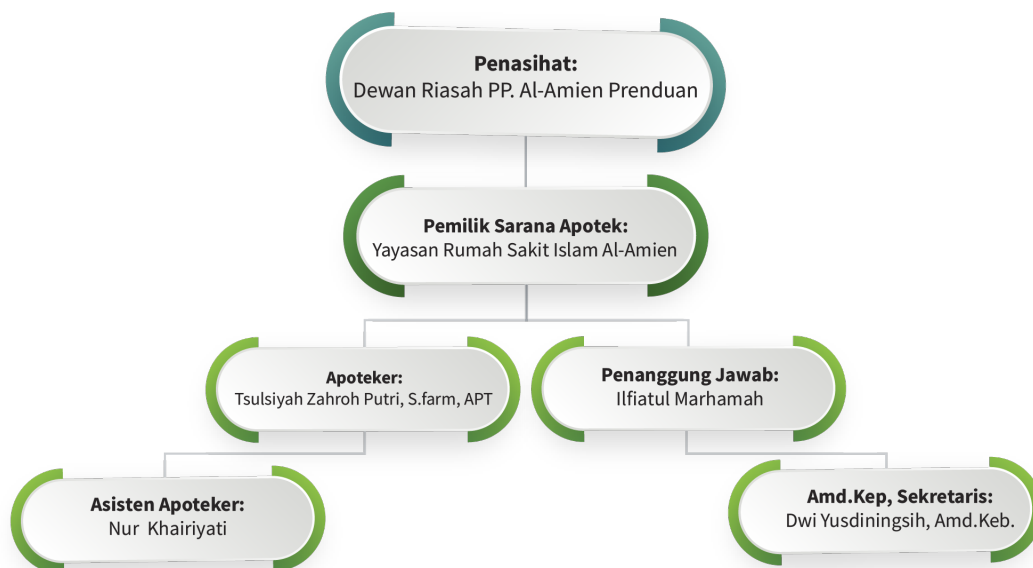 Penasihat:
Dewan Riasah PP. Al-Amien Prenduan
Pemilik Sarana Apotek:
Yayasan Rumah Sakit Islam Al-Amien
Apoteker:
Tsulsiyah Zahroh Putri, S.farm, APT
Penanggung Jawab:
Ilfiatul Marhamah
Asisten Apoteker:
Nur Khairiyati
Amd.Kep, Sekretaris:
Dwi Yusdiningsih, Amd.Keb.